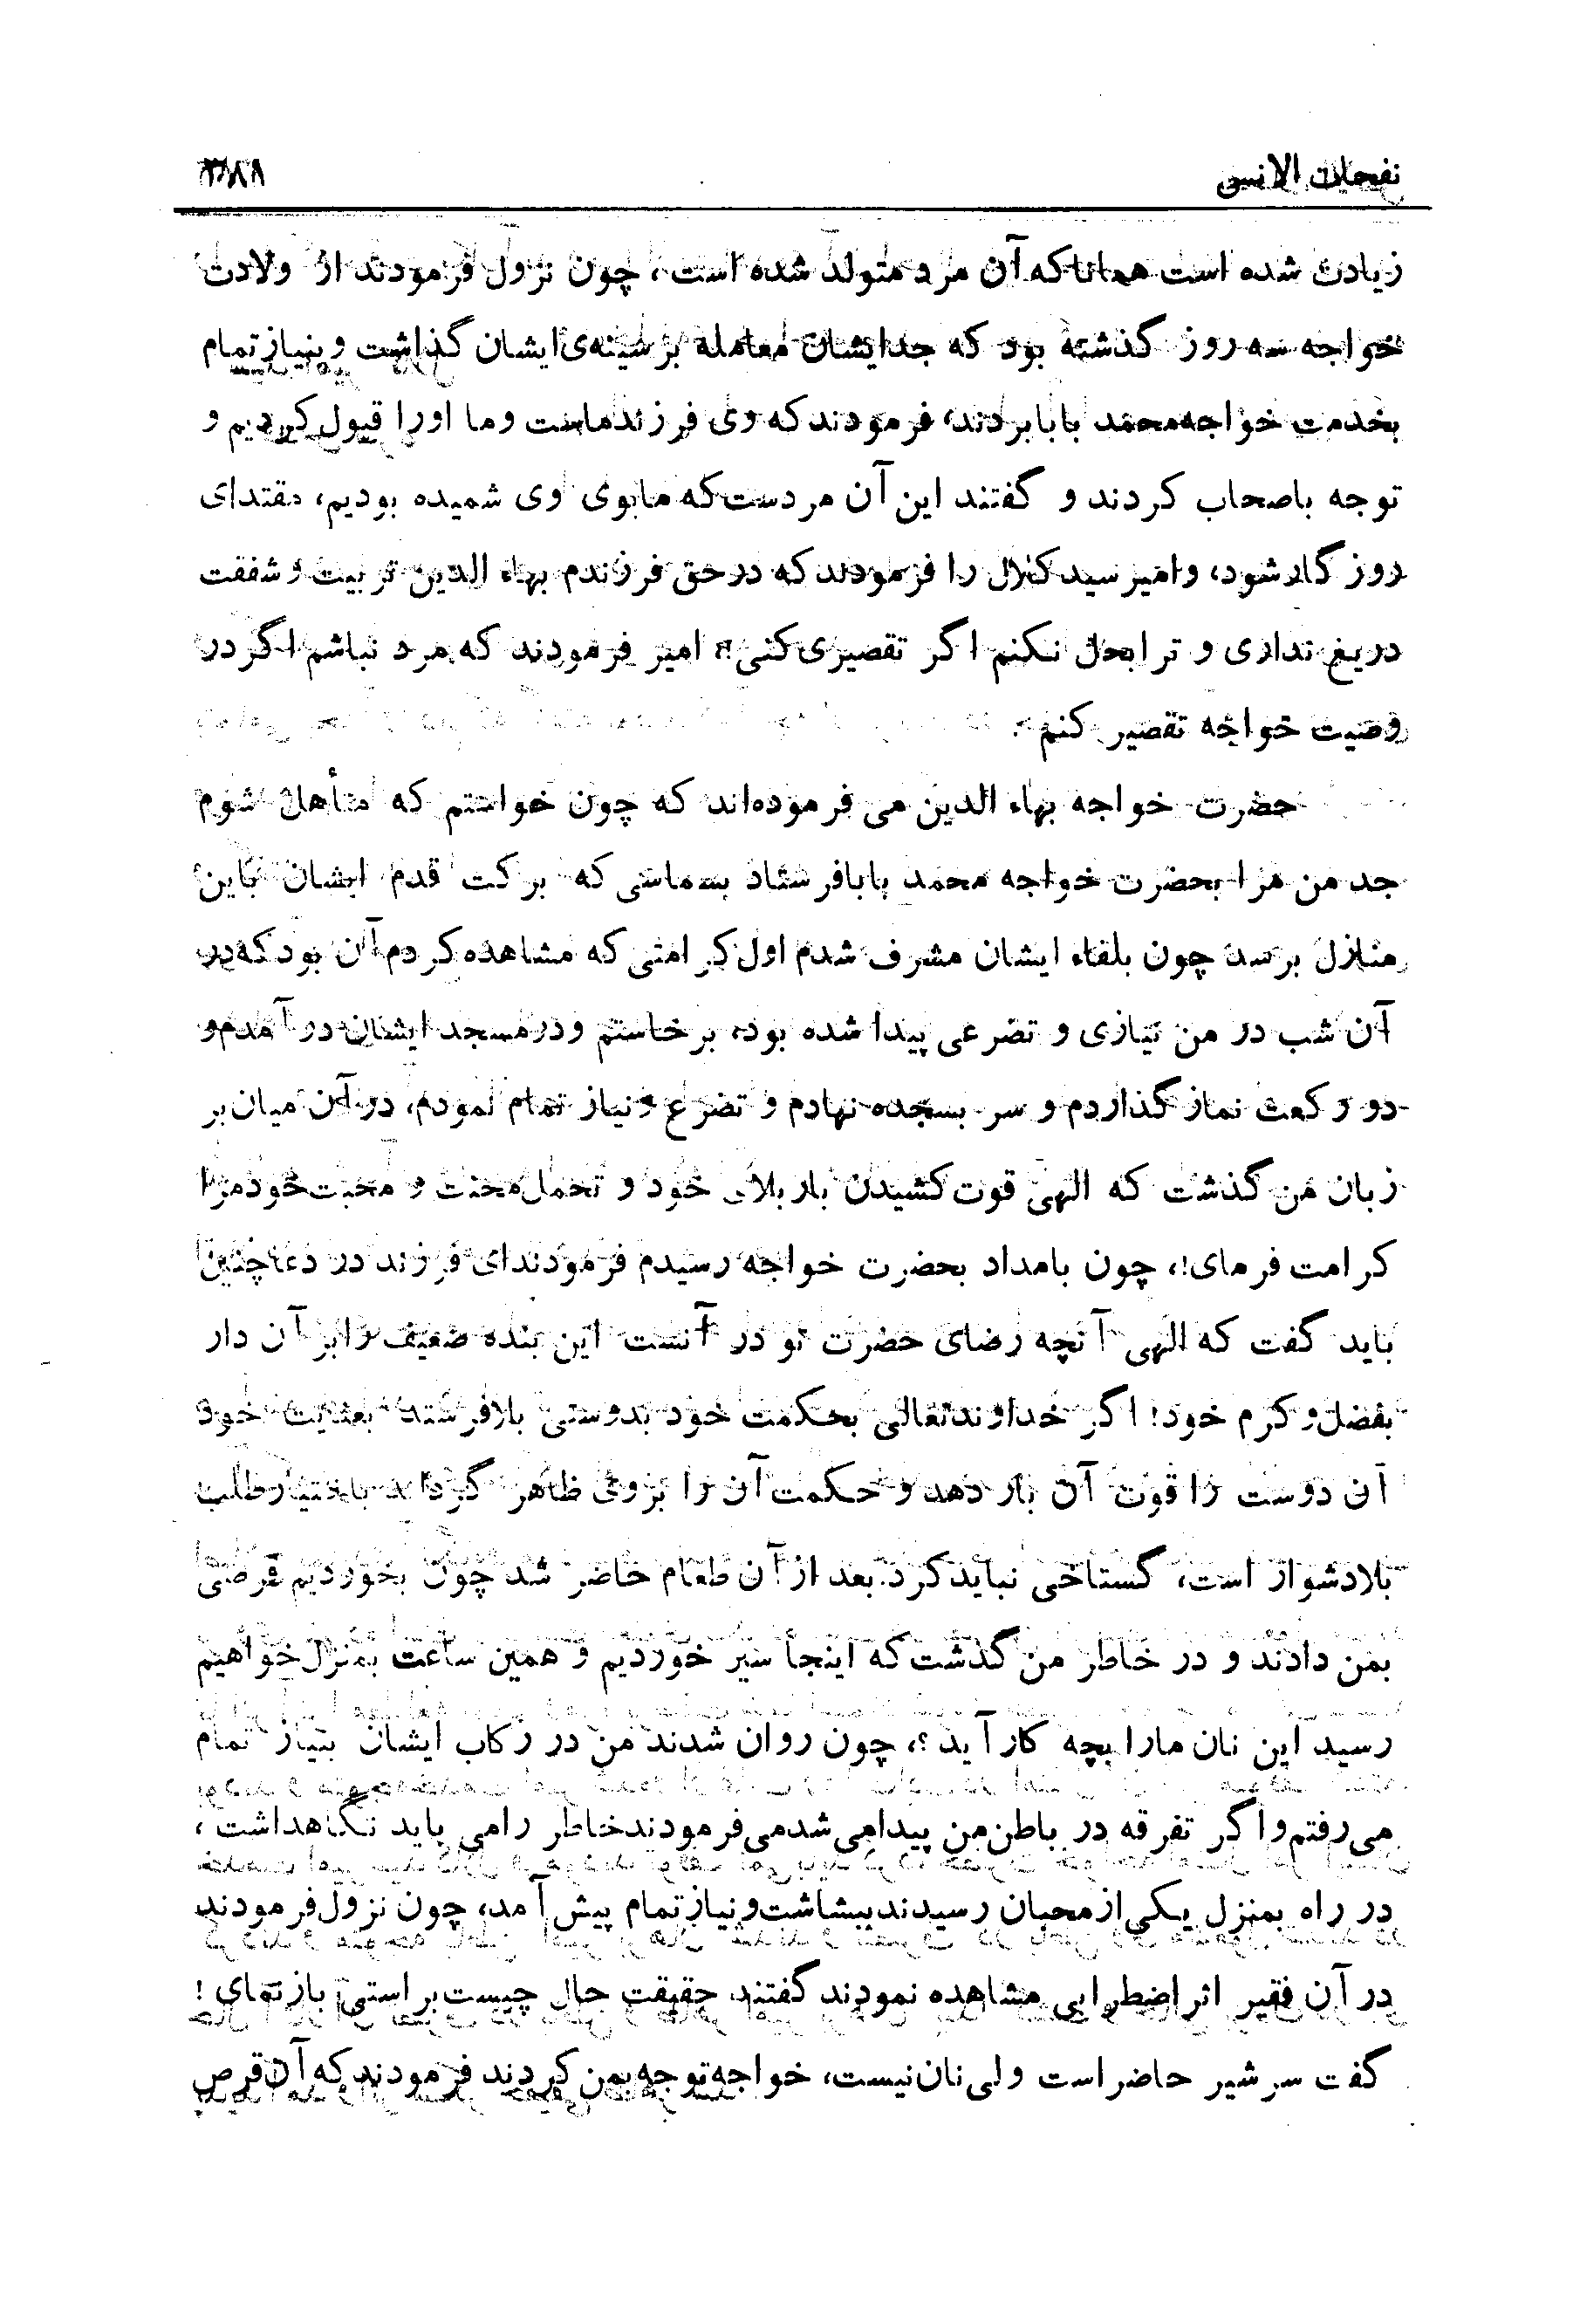 نفحات الانس
۳۸۸
زیادت شده است همانا که آن مرد متولد شده است، چون نزول فرمودند از ولادت
خواجه سه روز گذشته بود که جد ایشان معامله بر سینه‌ی ایشان گذاشت و بنیاز تمام
بخدمت خواجه محمد بابا بردند، فرمودند که وی فرزند ماست و ما او را قبول کردیم و
توجه باصحاب کردند و گفتند این آن مردست که ما بوی وی شمیده بودیم، مقتدای
روزگار شود، و امیر سید کلال را فرمودند که در حق فرزندم بهاء الدین تربیت و شفقت
دریغ نداری و ترا بحل نکنم اگر تقصیری کنی امیر فرمودند که مرد نباشم اگر در
وصیت خواجه تقصیر کنم.
حضرت خواجه بهاء الدین می فرموده‌اند که چون خواستم که متأهل شوم
جد من مرا بحضرت خواجه محمد بابا فرستاد بسماسی که برکت قدم ایشان باین
منازل برسد چون بلقاء ایشان مشرف شدم اول کرامتی که مشاهده کردم آن بود که در
آن شب در من نیازی و تضرعی پیدا شده بود، برخاستم و در مسجد ایشان در آمدم و
دو رکعت نماز گذاردم و سر بسجده نهادم و تضرع و نیاز تمام نمودم، در آن میان بر
زبان من گذشت که الهی قوت کشیدن بار بلای خود و تحمل محنت و محبت خود مرا
کرامت فرمای!، چون بامداد بحضرت خواجه رسیدم فرمودند ای فرزند در دعا چنین
باید گفت که الهی آنچه رضای حضرت تو در آنست این بنده ضعیف را بر آن دار
بفضل و کرم خود! اگر خداوند تعالی بحکمت خود بدوستی بلا فرستد بعنایت خود
آن دوست را قوت آن بار دهد و حکمت آن را بر وی ظاهر گرداند باختیار طلب
بلا دشوار است، گستاخی نباید کرد. بعد از آن طعام حاضر شد چون بخوردیم قرصی
بمن دادند و در خاطر من گذشت که اینجا سیر خوردیم و همین ساعت بمنزل خواهیم
رسید این نان ما را بچه کار آید؟، چون روان شدند من در رکاب ایشان بنیاز تمام
می رفتم و اگر تفرقه در باطن من پیدا می شد می فرمودند خاطر را می باید نگاهداشت،
در راه بمنزل یکی از محبان رسیدند ببشاشت و نیاز تمام پیش آمد، چون نزول فرمودند
در آن فقیر اثر اضطرابی مشاهده نمودند گفتند حقیقت حال چیست براستی باز نمای!
گفت سر شیر حاضر است ولی نان نیست، خواجه توجه بمن کردند فرمودند که آن قرص